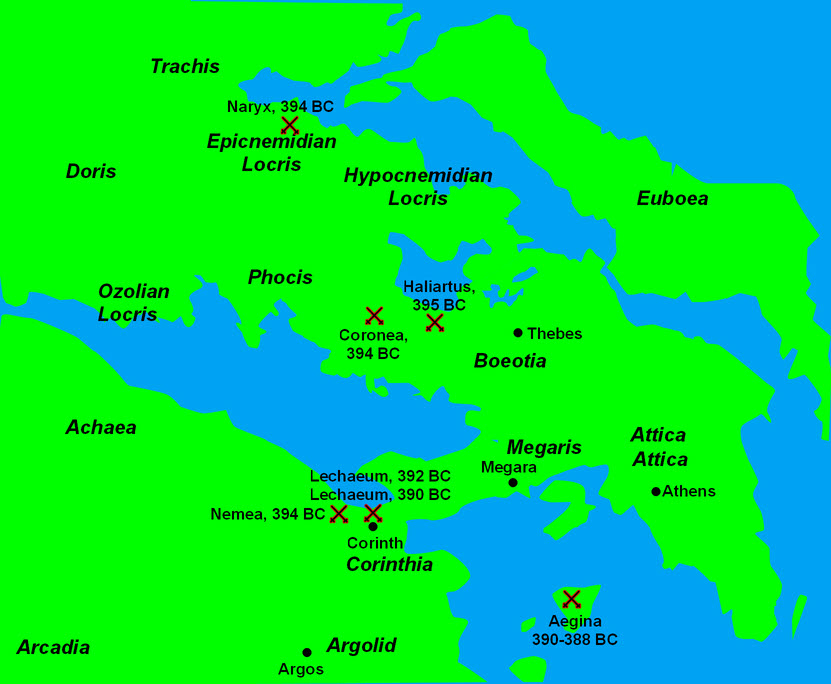 Trachis
Naryx, 394 BC
Epicnemidian
Locris
Doris
Hypocnemidian
Locris
Euboea
Phocis
Ozolian
Locris
Haliartus,
395 BC
Coronea,
394 BC
Thebes
Boeotia
Achaea
Attica
Attica
Megaris
Megara
Athens
Lechaeum, 392 BC
Lechaeum, 390 BC
Nemea, 394 BC
Corinth
Corinthia
Aegina
390-388 BC
Arcadia
Argolid
Argos